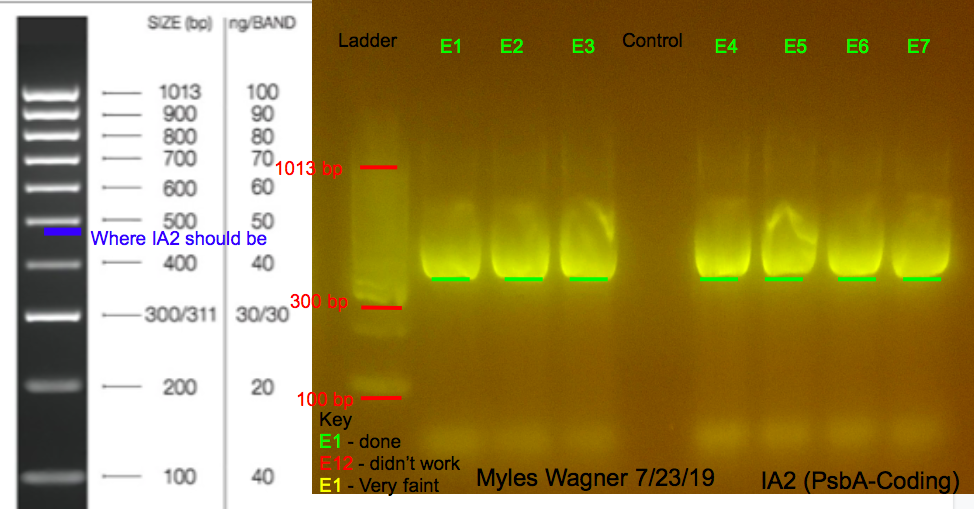 SIZE (bp) ng/BAND
1013 100
900 90
800 80
700 70
600 60
500 50
Where IA2 should be
400 40
300/311 30/30
200 20
100 40
Ladder E1 E2 E3 Control E4 E5 E6 E7
1013 bp
300 bp
100 bp
Key
E1 - done
E12 - didn't work
E1 - Very faint
Myles Wagner 7/23/19 IA2 (PsbA-Coding)